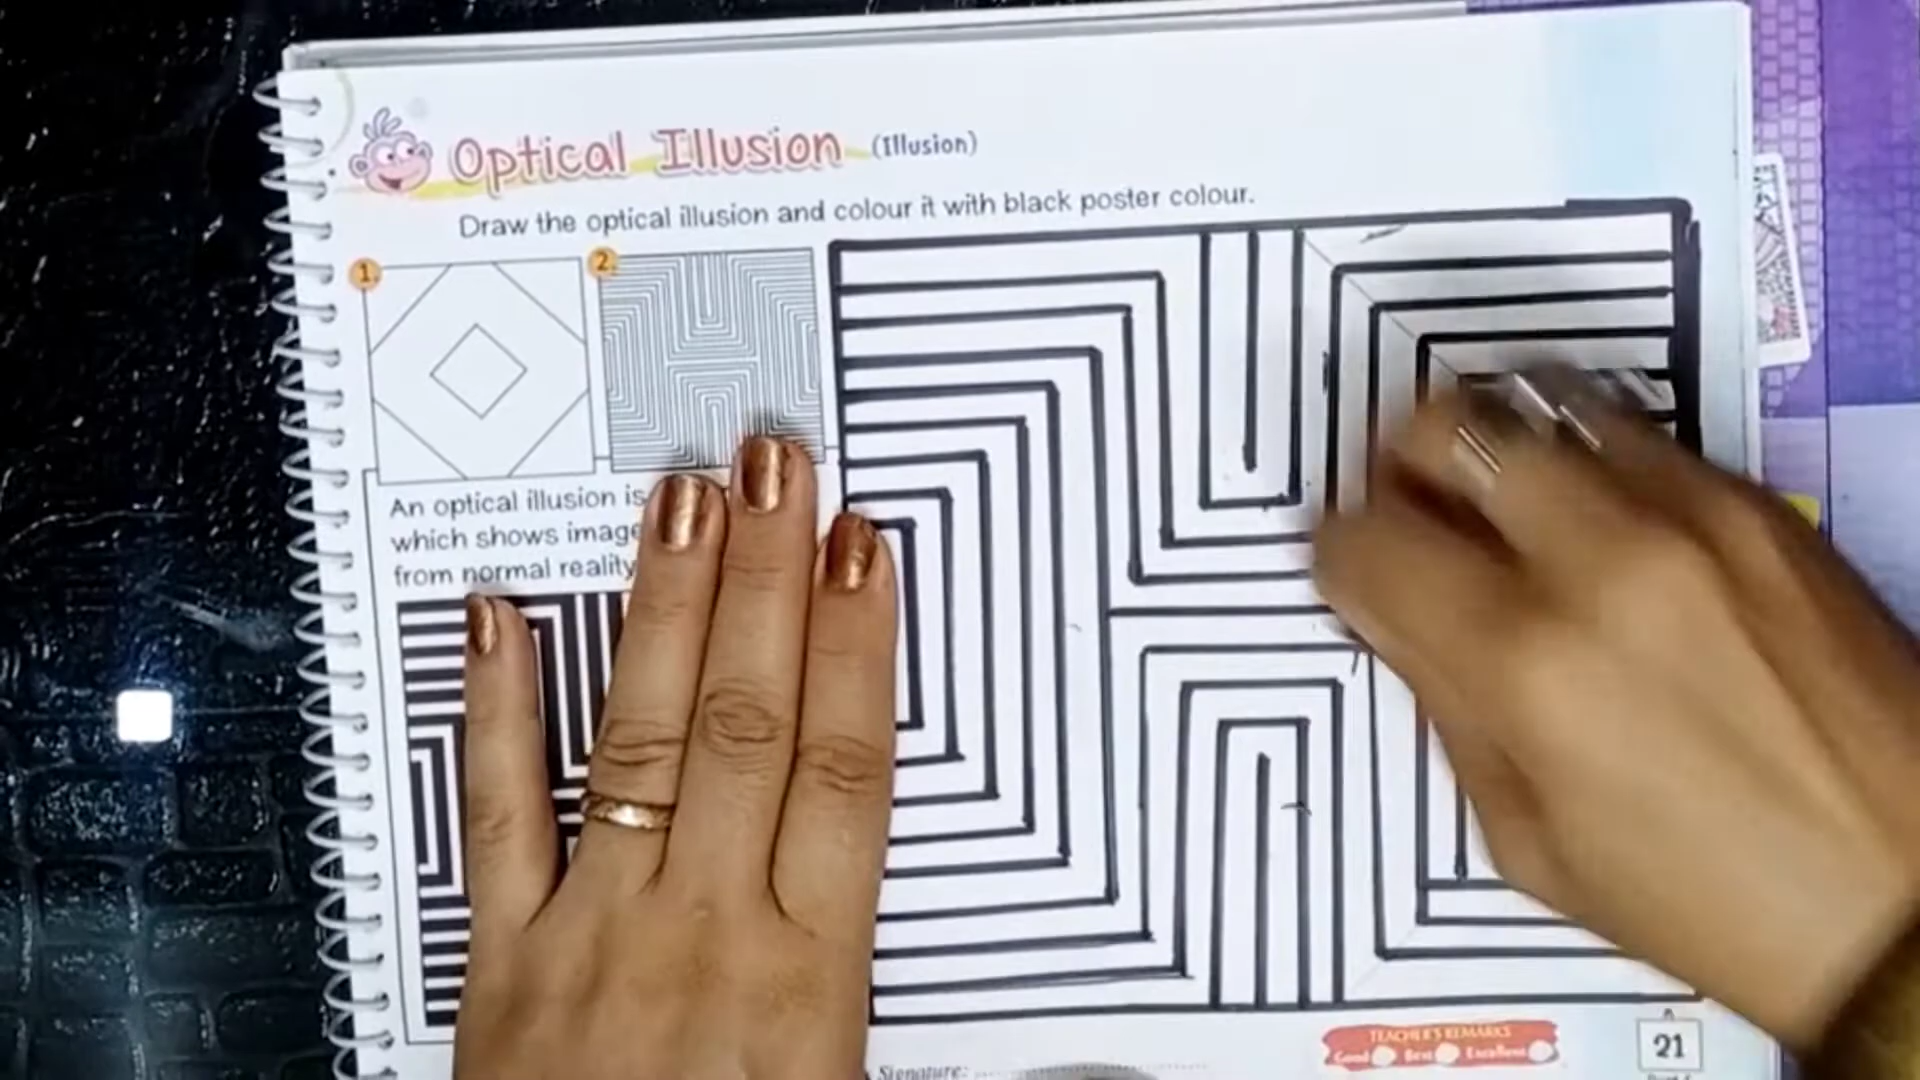 Optical Illusion (Illusion)
Draw the optical illusion and colour it with black poster colour.
1. 2.
An optical illusion is
which shows image
from normal reality
TEACHER'S REMARKS
Good Best Excellent
21
Signature: